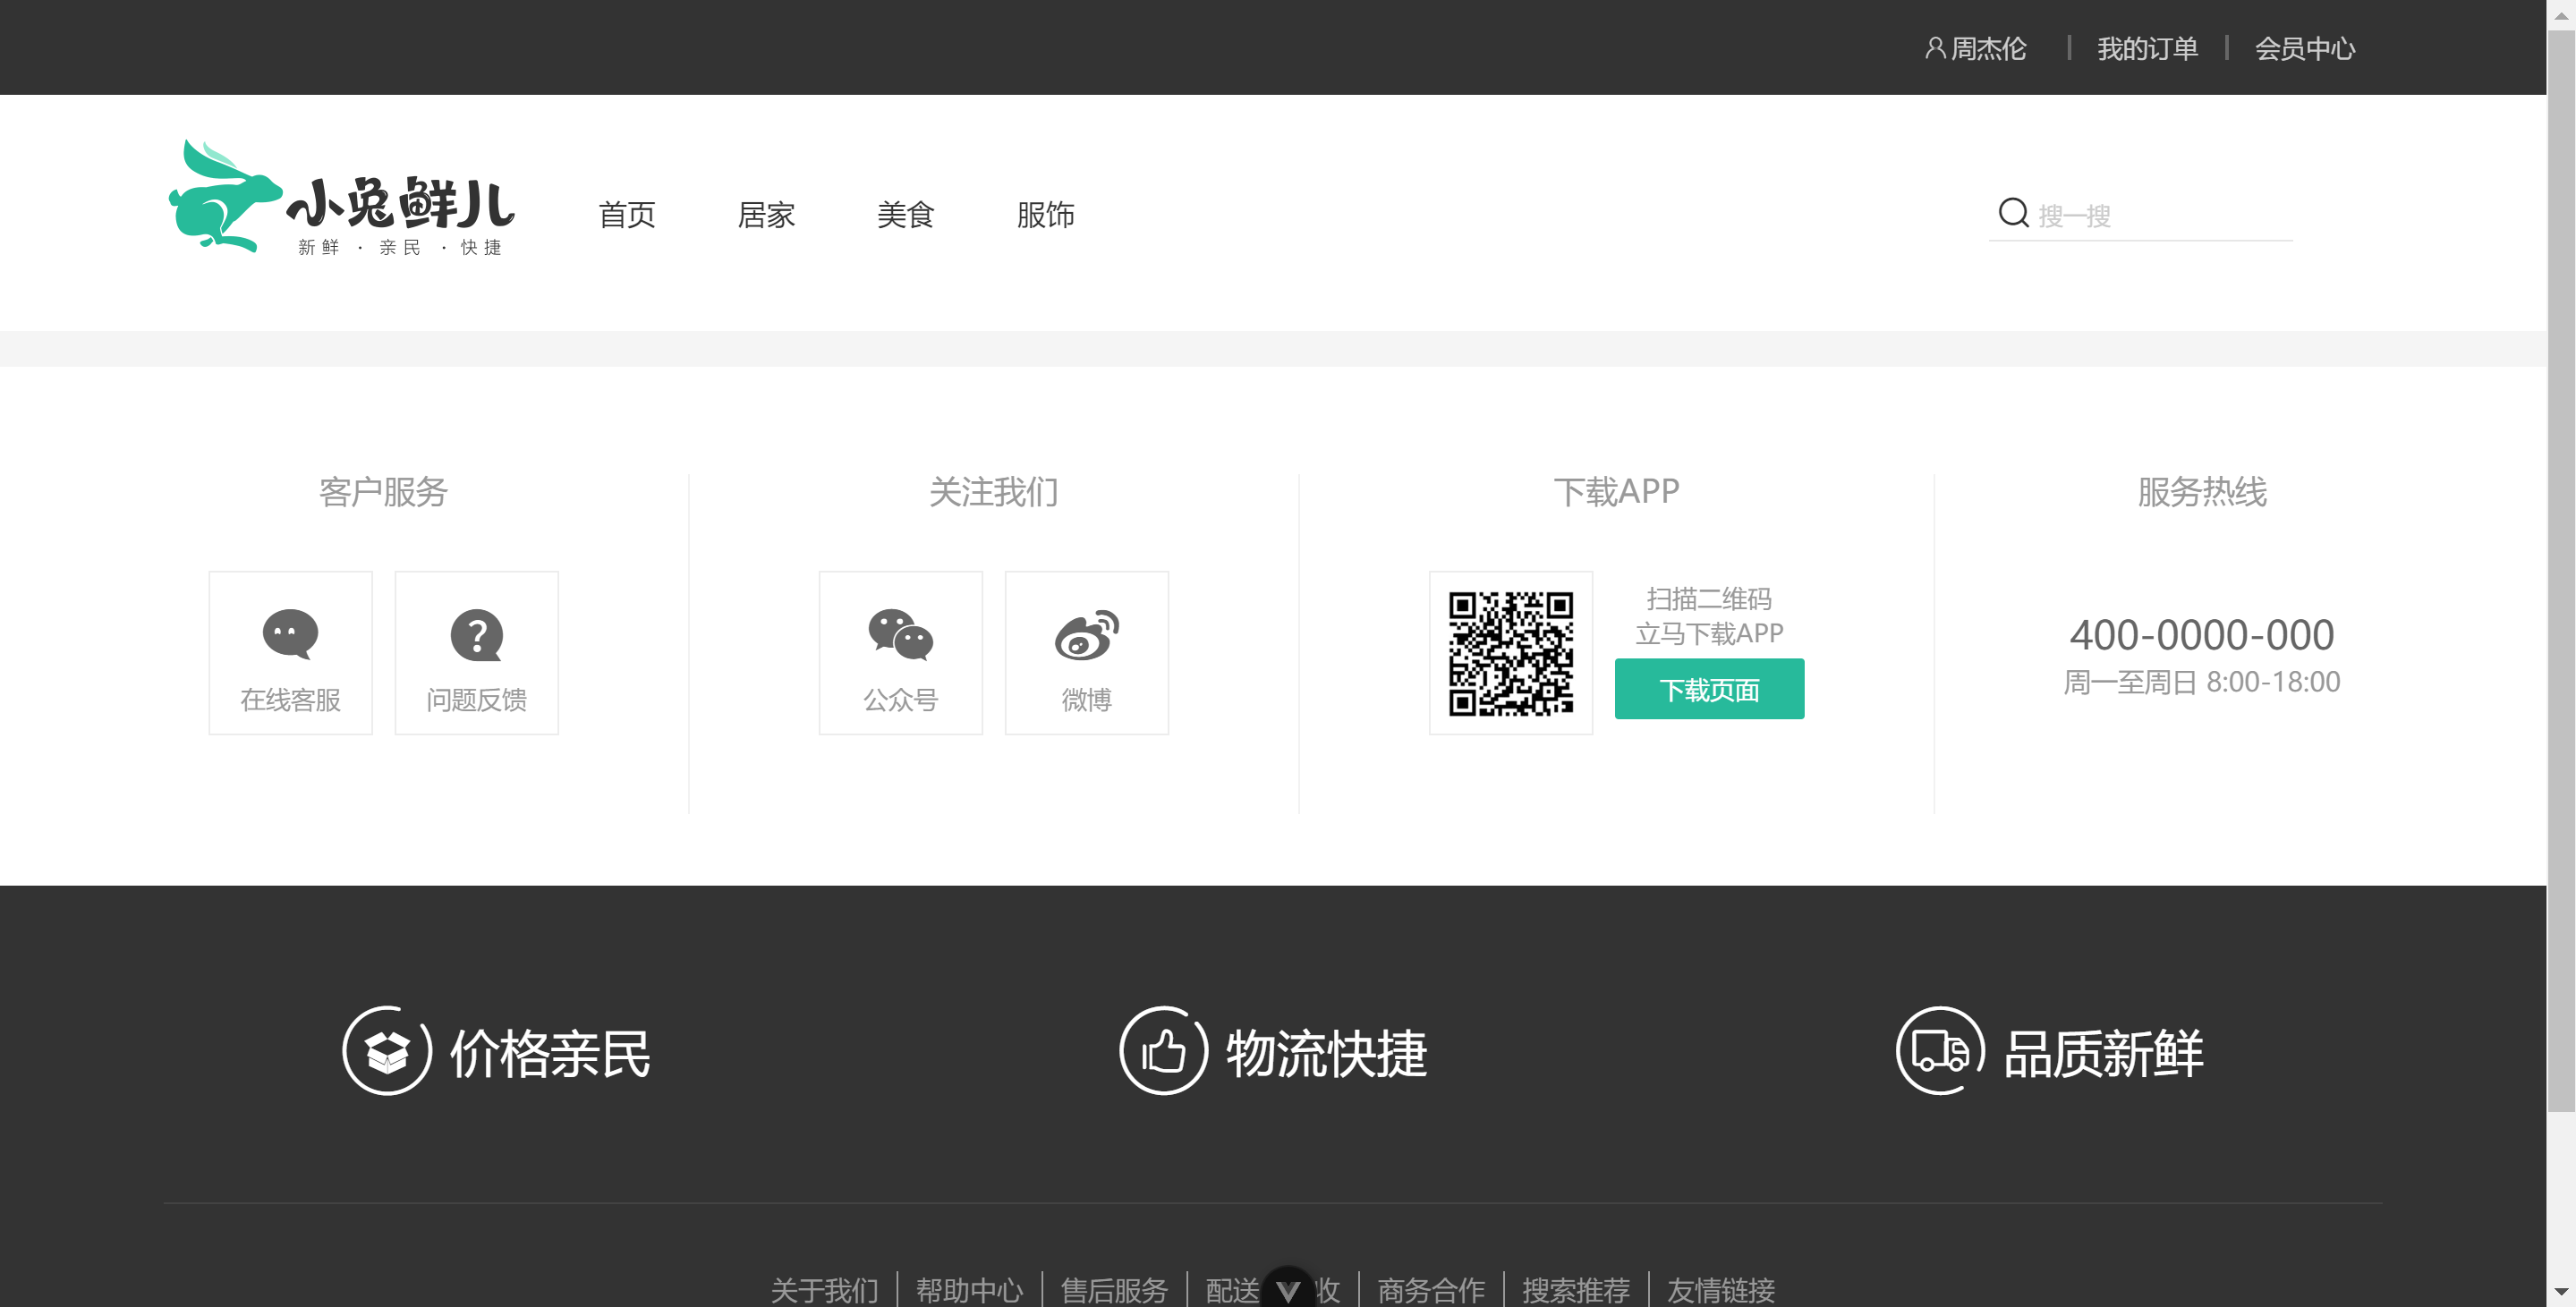 周杰伦 我的订单 会员中心
小兔鲜儿
新鲜 · 亲民 · 快捷
首页 居家 美食 服饰
搜一搜
客户服务 关注我们 下载APP 服务热线
在线客服 问题反馈
公众号 微博
扫描二维码
立马下载APP
下载页面
400-0000-000
周一至周日 8:00-18:00
价格亲民 物流快捷 品质新鲜
关于我们 帮助中心 售后服务 配送 收 商务合作 搜索推荐 友情链接